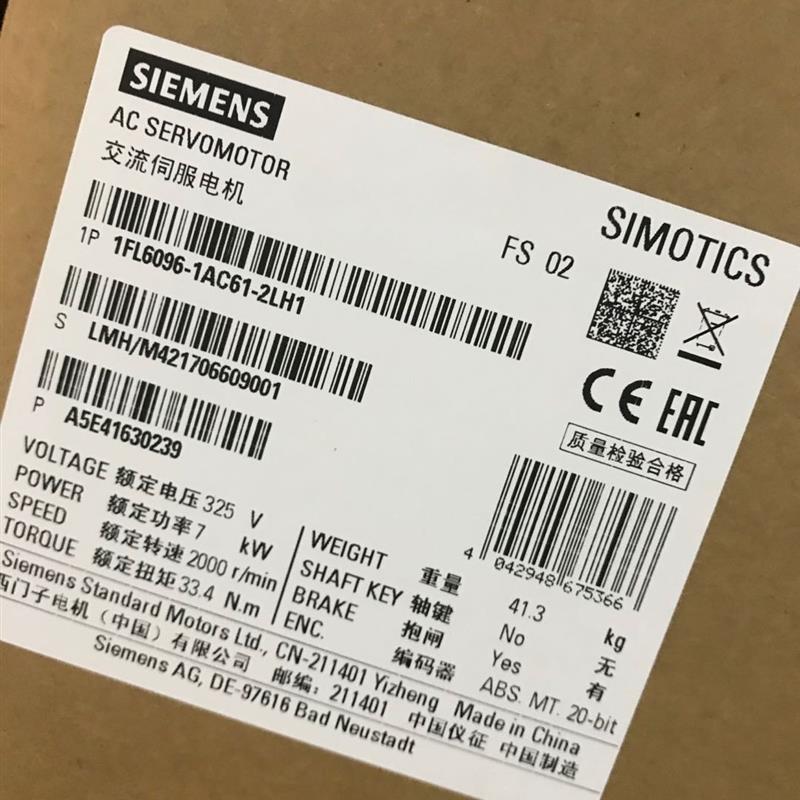 SIEMENS
AC SERVOMOTOR
交流伺服电机
SIMOTICS
FS 02
1P 1FL6096-1AC61-2LH1
S LMH/M421706609001
P A5E41630239
CE EAC
质量检验合格
4 042948 675366
VOLTAGE 额定电压 325 V
POWER 额定功率 7 kW
SPEED 额定转速 2000 r/min
TORQUE 额定扭矩 33.4 N.m
WEIGHT 重量 41.3 kg
SHAFT KEY 轴键 No 无
BRAKE 抱闸 Yes 有
ENC. 编码器 ABS. MT. 20-bit
Siemens Standard Motors Ltd., CN-211401 Yizheng Made in China
西门子电机（中国）有限公司 邮编：211401 中国仪征 中国制造
Siemens AG, DE-97616 Bad Neustadt